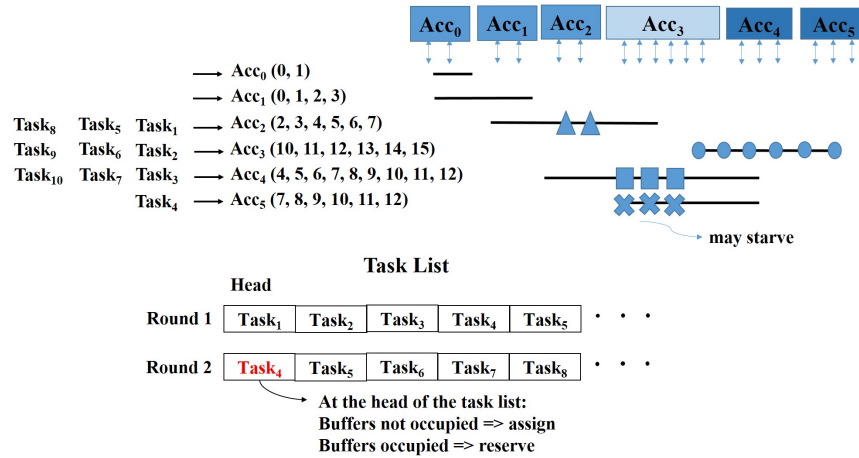 Acc₀ Acc₁ Acc₂ Acc₃ Acc₄ Acc₅
Acc₀ (0, 1)
Acc₁ (0, 1, 2, 3)
Task₈ Task₅ Task₁ Acc₂ (2, 3, 4, 5, 6, 7)
Task₉ Task₆ Task₂ Acc₃ (10, 11, 12, 13, 14, 15)
Task₁₀ Task₇ Task₃ Acc₄ (4, 5, 6, 7, 8, 9, 10, 11, 12)
Task₄ Acc₅ (7, 8, 9, 10, 11, 12)
may starve
Task List
Head
Round 1 Task₁ Task₂ Task₃ Task₄ Task₅ · · ·
Round 2 Task₄ Task₅ Task₆ Task₇ Task₈ · · ·
At the head of the task list:
Buffers not occupied => assign
Buffers occupied => reserve